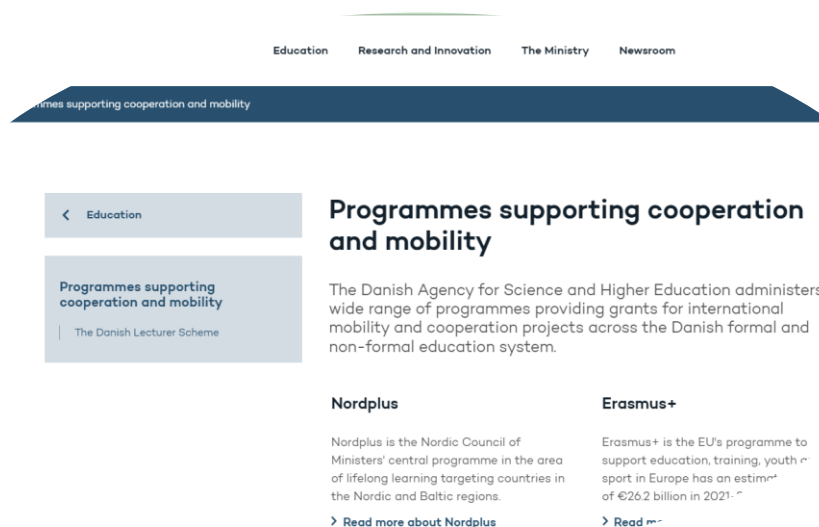 Education Research and Innovation The Ministry Newsroom
supporting cooperation and mobility
Education
Programmes supporting
cooperation and mobility
The Danish Lecturer Scheme
Programmes supporting cooperation
and mobility
The Danish Agency for Science and Higher Education administers
wide range of programmes providing grants for international
mobility and cooperation projects across the Danish formal and
non-formal education system.
Nordplus
Nordplus is the Nordic Council of
Ministers' central programme in the area
of lifelong learning targeting countries in
the Nordic and Baltic regions.
Read more about Nordplus
Erasmus+
Erasmus+ is the EU's programme to
support education, training, youth
sport in Europe has an
of €26.2 billion in 2021-
Read